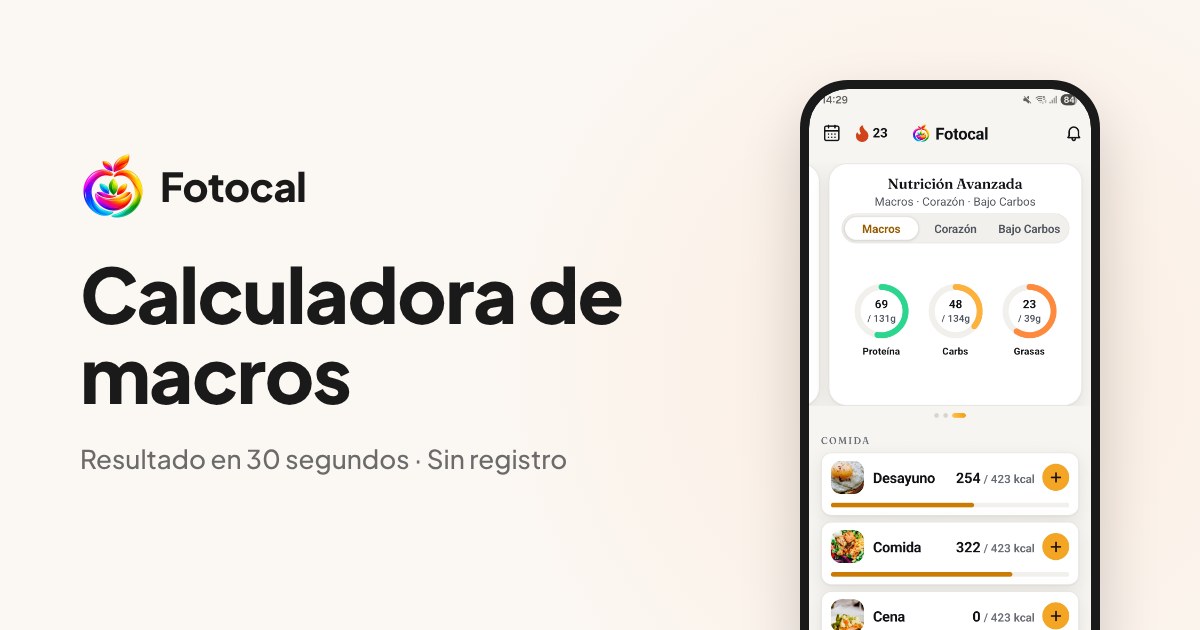 Fotocal
Calculadora de
macros
Resultado en 30 segundos · Sin registro
14:29
84
23
Fotocal
Nutrición Avanzada
Macros · Corazón · Bajo Carbos
Macros Corazón Bajo Carbos
69 48 23
/ 131g / 134g / 39g
Proteína Carbs Grasas
COMIDA
Desayuno 254 / 423 kcal +
Comida 322 / 423 kcal +
Cena 0 / 423 kcal +